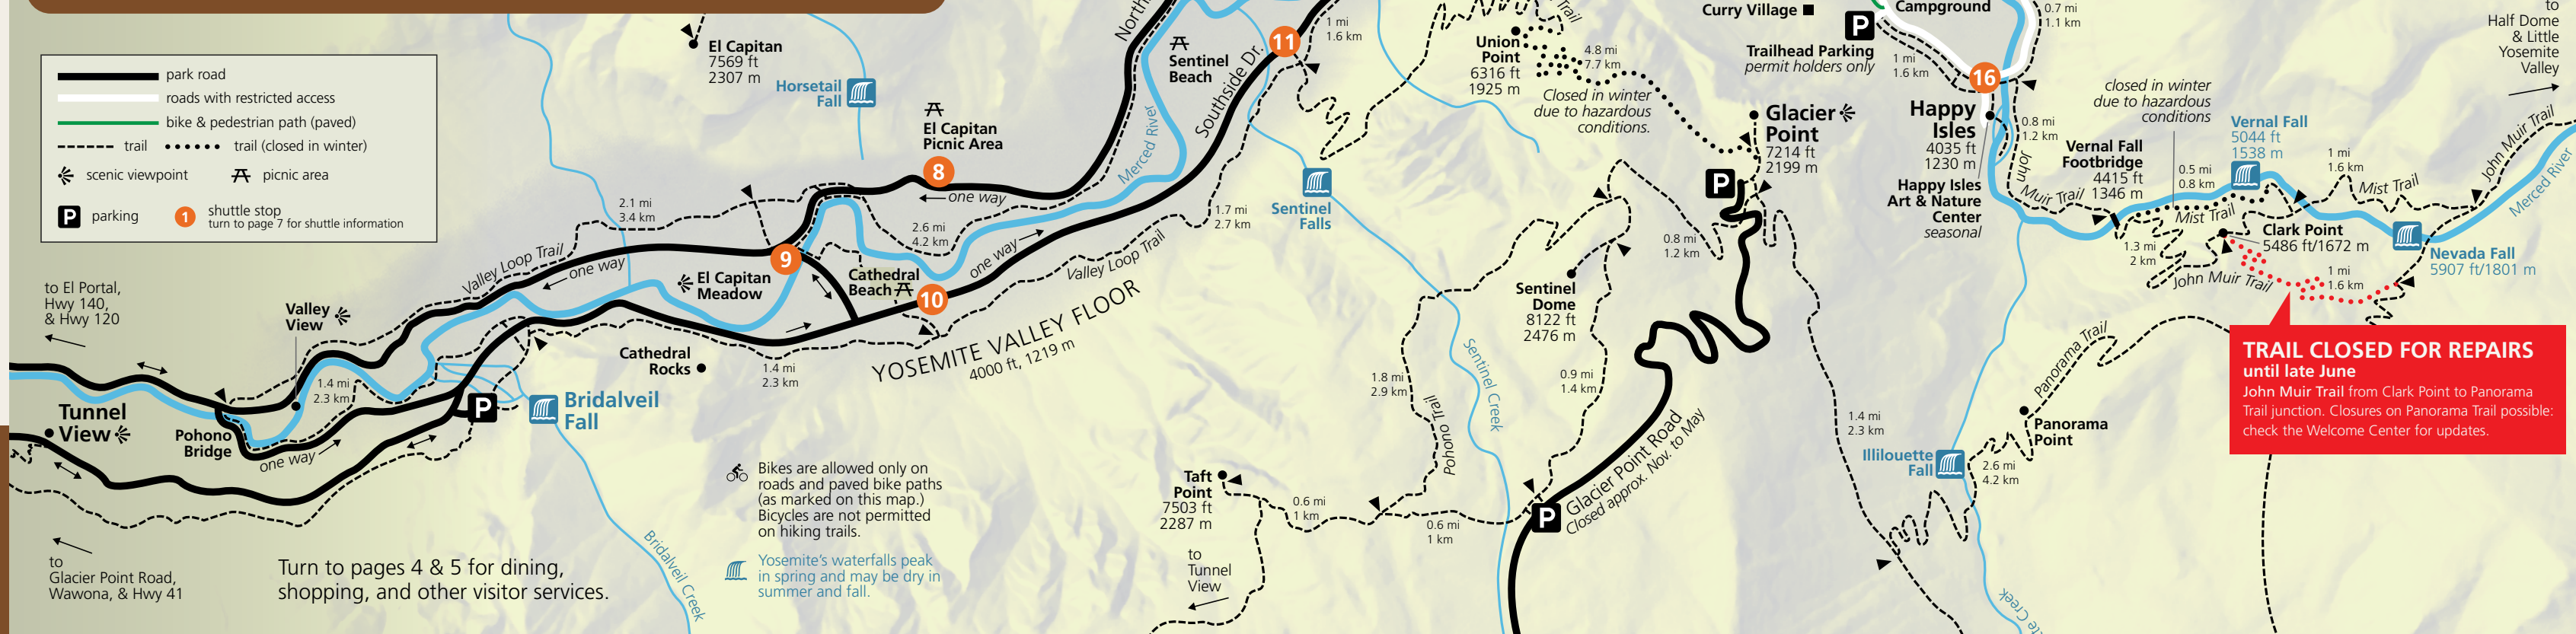 park road
roads with restricted access
bike & pedestrian path (paved)
trail
trail (closed in winter)
scenic viewpoint
picnic area
P
parking
1
shuttle stop
turn to page 7 for shuttle information
El Capitan
7569 ft
2307 m
Horsetail
Fall
El Capitan
Picnic Area
8
one way
North
Sentinel
Beach
Merced River
Southside Dr.
11
1 mi
1.6 km
Trail
Union
Point
6316 ft
1925 m
4.8 mi
7.7 km
Closed in winter
due to hazardous
conditions.
Curry Village
P
Campground
Trailhead Parking
permit holders only
0.7 mi
1.1 km
1 mi
1.6 km
16
Glacier
Point
7214 ft
2199 m
P
Happy
Isles
4035 ft
1230 m
Happy Isles
Art & Nature
Center
seasonal
0.8 mi
1.2 km
John
Muir Trail
closed in winter
due to hazardous
conditions
Vernal Fall
Footbridge
4415 ft
1346 m
Vernal Fall
5044 ft
1538 m
0.5 mi
0.8 km
Mist Trail
1 mi
1.6 km
Mist Trail
to
Half Dome
& Little
Yosemite
Valley
John Muir Trail
Merced River
Clark Point
5486 ft/1672 m
1.3 mi
2 km
John Muir Trail
1 mi
1.6 km
Nevada Fall
5907 ft/1801 m
TRAIL CLOSED FOR REPAIRS
until late June
John Muir Trail from Clark Point to Panorama
Trail junction. Closures on Panorama Trail possible:
check the Welcome Center for updates.
Panorama Trail
Panorama
Point
Illilouette
Fall
2.6 mi
4.2 km
1.4 mi
2.3 km
Sentinel
Falls
1.7 mi
2.7 km
2.6 mi
4.2 km
one way
Valley Loop Trail
2.1 mi
3.4 km
Valley Loop Trail
one way
9
El Capitan
Meadow
Cathedral
Beach
10
YOSEMITE VALLEY FLOOR
4000 ft, 1219 m
to El Portal,
Hwy 140,
& Hwy 120
Valley
View
Cathedral
Rocks
1.4 mi
2.3 km
1.4 mi
2.3 km
Tunnel
View
Pohono
Bridge
one way
P
Bridalveil
Fall
Bridalveil Creek
to
Glacier Point Road,
Wawona, & Hwy 41
Turn to pages 4 & 5 for dining,
shopping, and other visitor services.
Bikes are allowed only on
roads and paved bike paths
(as marked on this map.)
Bicycles are not permitted
on hiking trails.
Yosemite's waterfalls peak
in spring and may be dry in
summer and fall.
Sentinel
Dome
8122 ft
2476 m
0.8 mi
1.2 km
0.9 mi
1.4 km
1.8 mi
2.9 km
Pohono Trail
Sentinel Creek
Taft
Point
7503 ft
2287 m
0.6 mi
1 km
0.6 mi
1 km
P
Glacier Point Road
Closed approx. Nov. to May
to
Tunnel
View
Creek